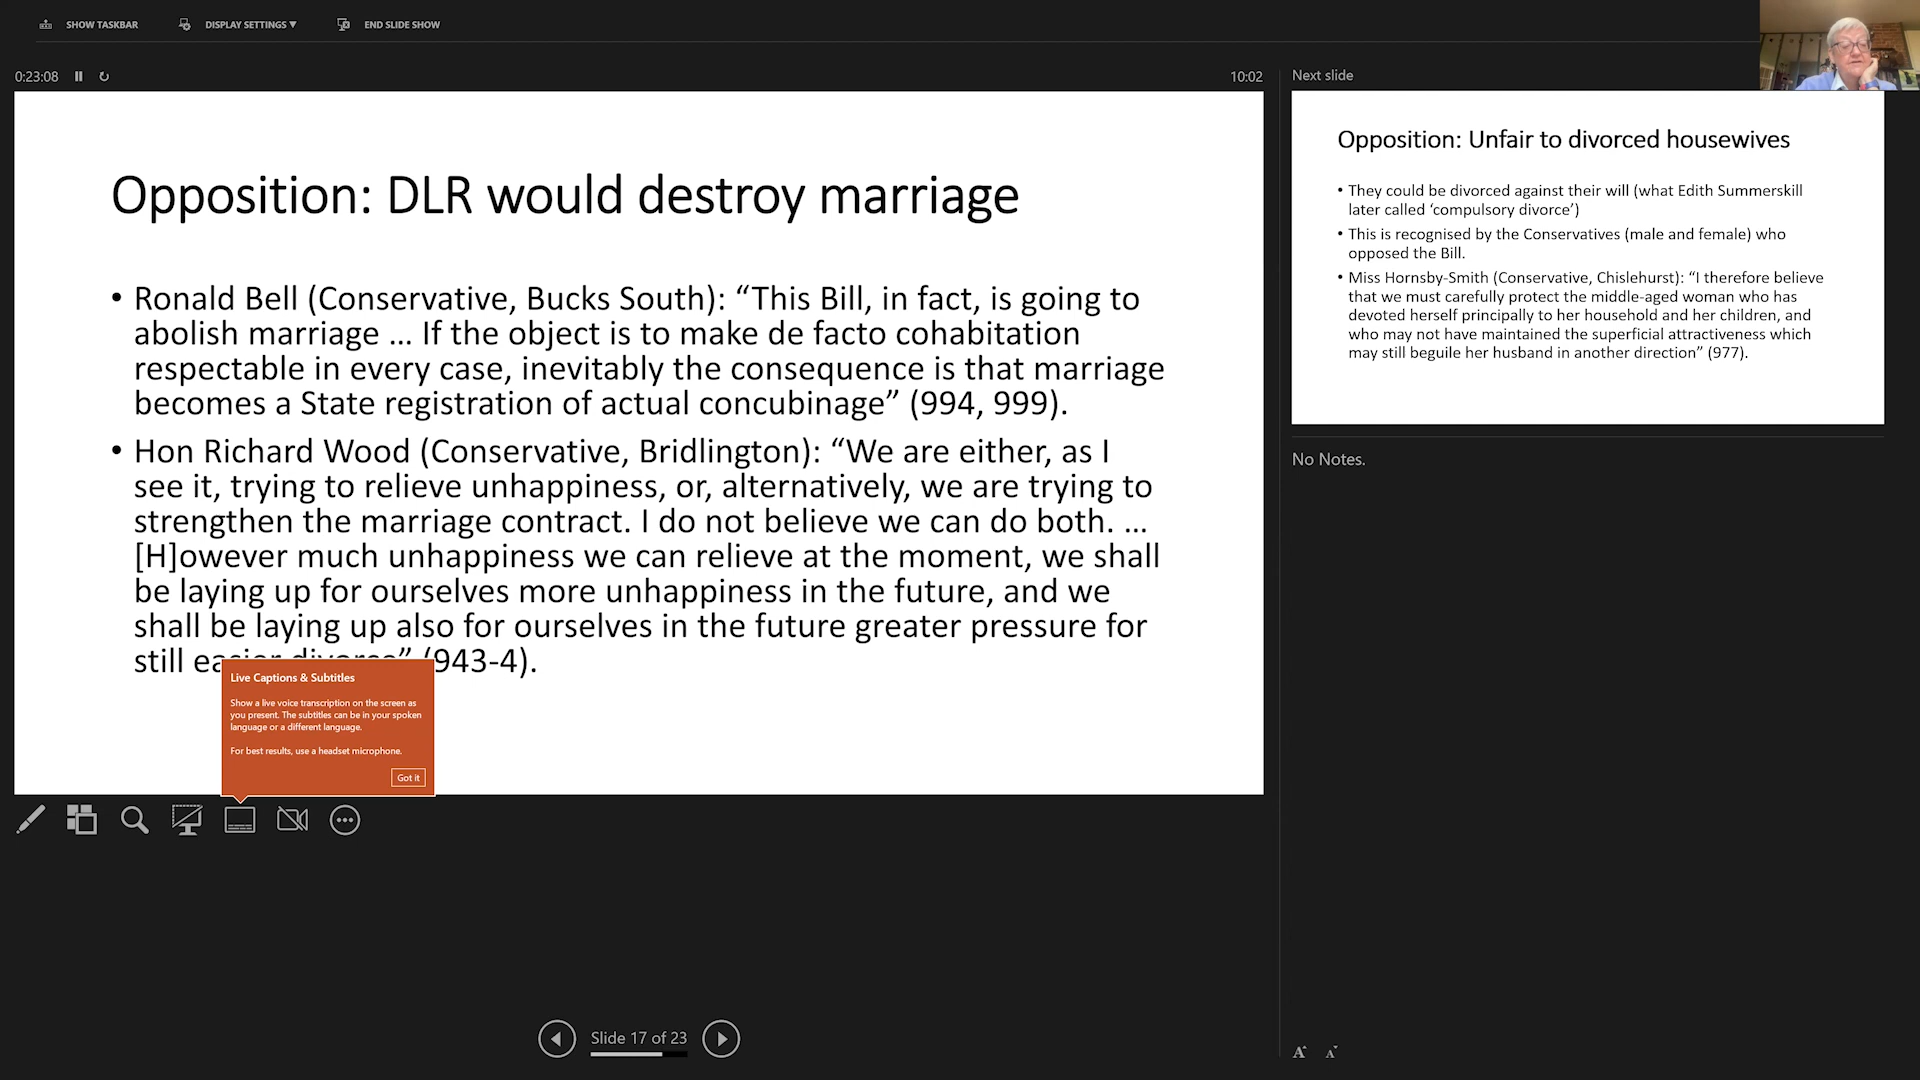 SHOW TASKBAR
DISPLAY SETTINGS ▼
END SLIDE SHOW
0:23:08
10:02
Opposition: DLR would destroy marriage
• Ronald Bell (Conservative, Bucks South): “This Bill, in fact, is going to
abolish marriage … If the object is to make de facto cohabitation
respectable in every case, inevitably the consequence is that marriage
becomes a State registration of actual concubinage” (994, 999).
• Hon Richard Wood (Conservative, Bridlington): “We are either, as I
see it, trying to relieve unhappiness, or, alternatively, we are trying to
strengthen the marriage contract. I do not believe we can do both. …
[H]owever much unhappiness we can relieve at the moment, we shall
be laying up for ourselves more unhappiness in the future, and we
shall be laying up also for ourselves in the future greater pressure for
still easier divorce” (943-4).
Live Captions & Subtitles
Show a live voice transcription on the screen as
you present. The subtitles can be in your spoken
language or a different language.
For best results, use a headset microphone.
Got it
Slide 17 of 23
Next slide
Opposition: Unfair to divorced housewives
• They could be divorced against their will (what Edith Summerskill
later called ‘compulsory divorce’)
• This is recognised by the Conservatives (male and female) who
opposed the Bill.
• Miss Hornsby-Smith (Conservative, Chislehurst): “I therefore believe
that we must carefully protect the middle-aged woman who has
devoted herself principally to her household and her children, and
who may not have maintained the superficial attractiveness which
may still beguile her husband in another direction” (977).
No Notes.
A A